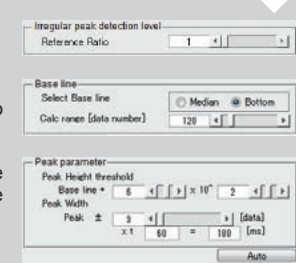 Irregular peak detection level
Reference Ratio 1
Base line
Select Base line Median Bottom
Calc range [data number] 120
Peak parameter
Peak Height threshold
Base line + 6 x 10^ 2
Peak Width
Peak ± 3 [data]
x t 60 = 180 [ms]
Auto